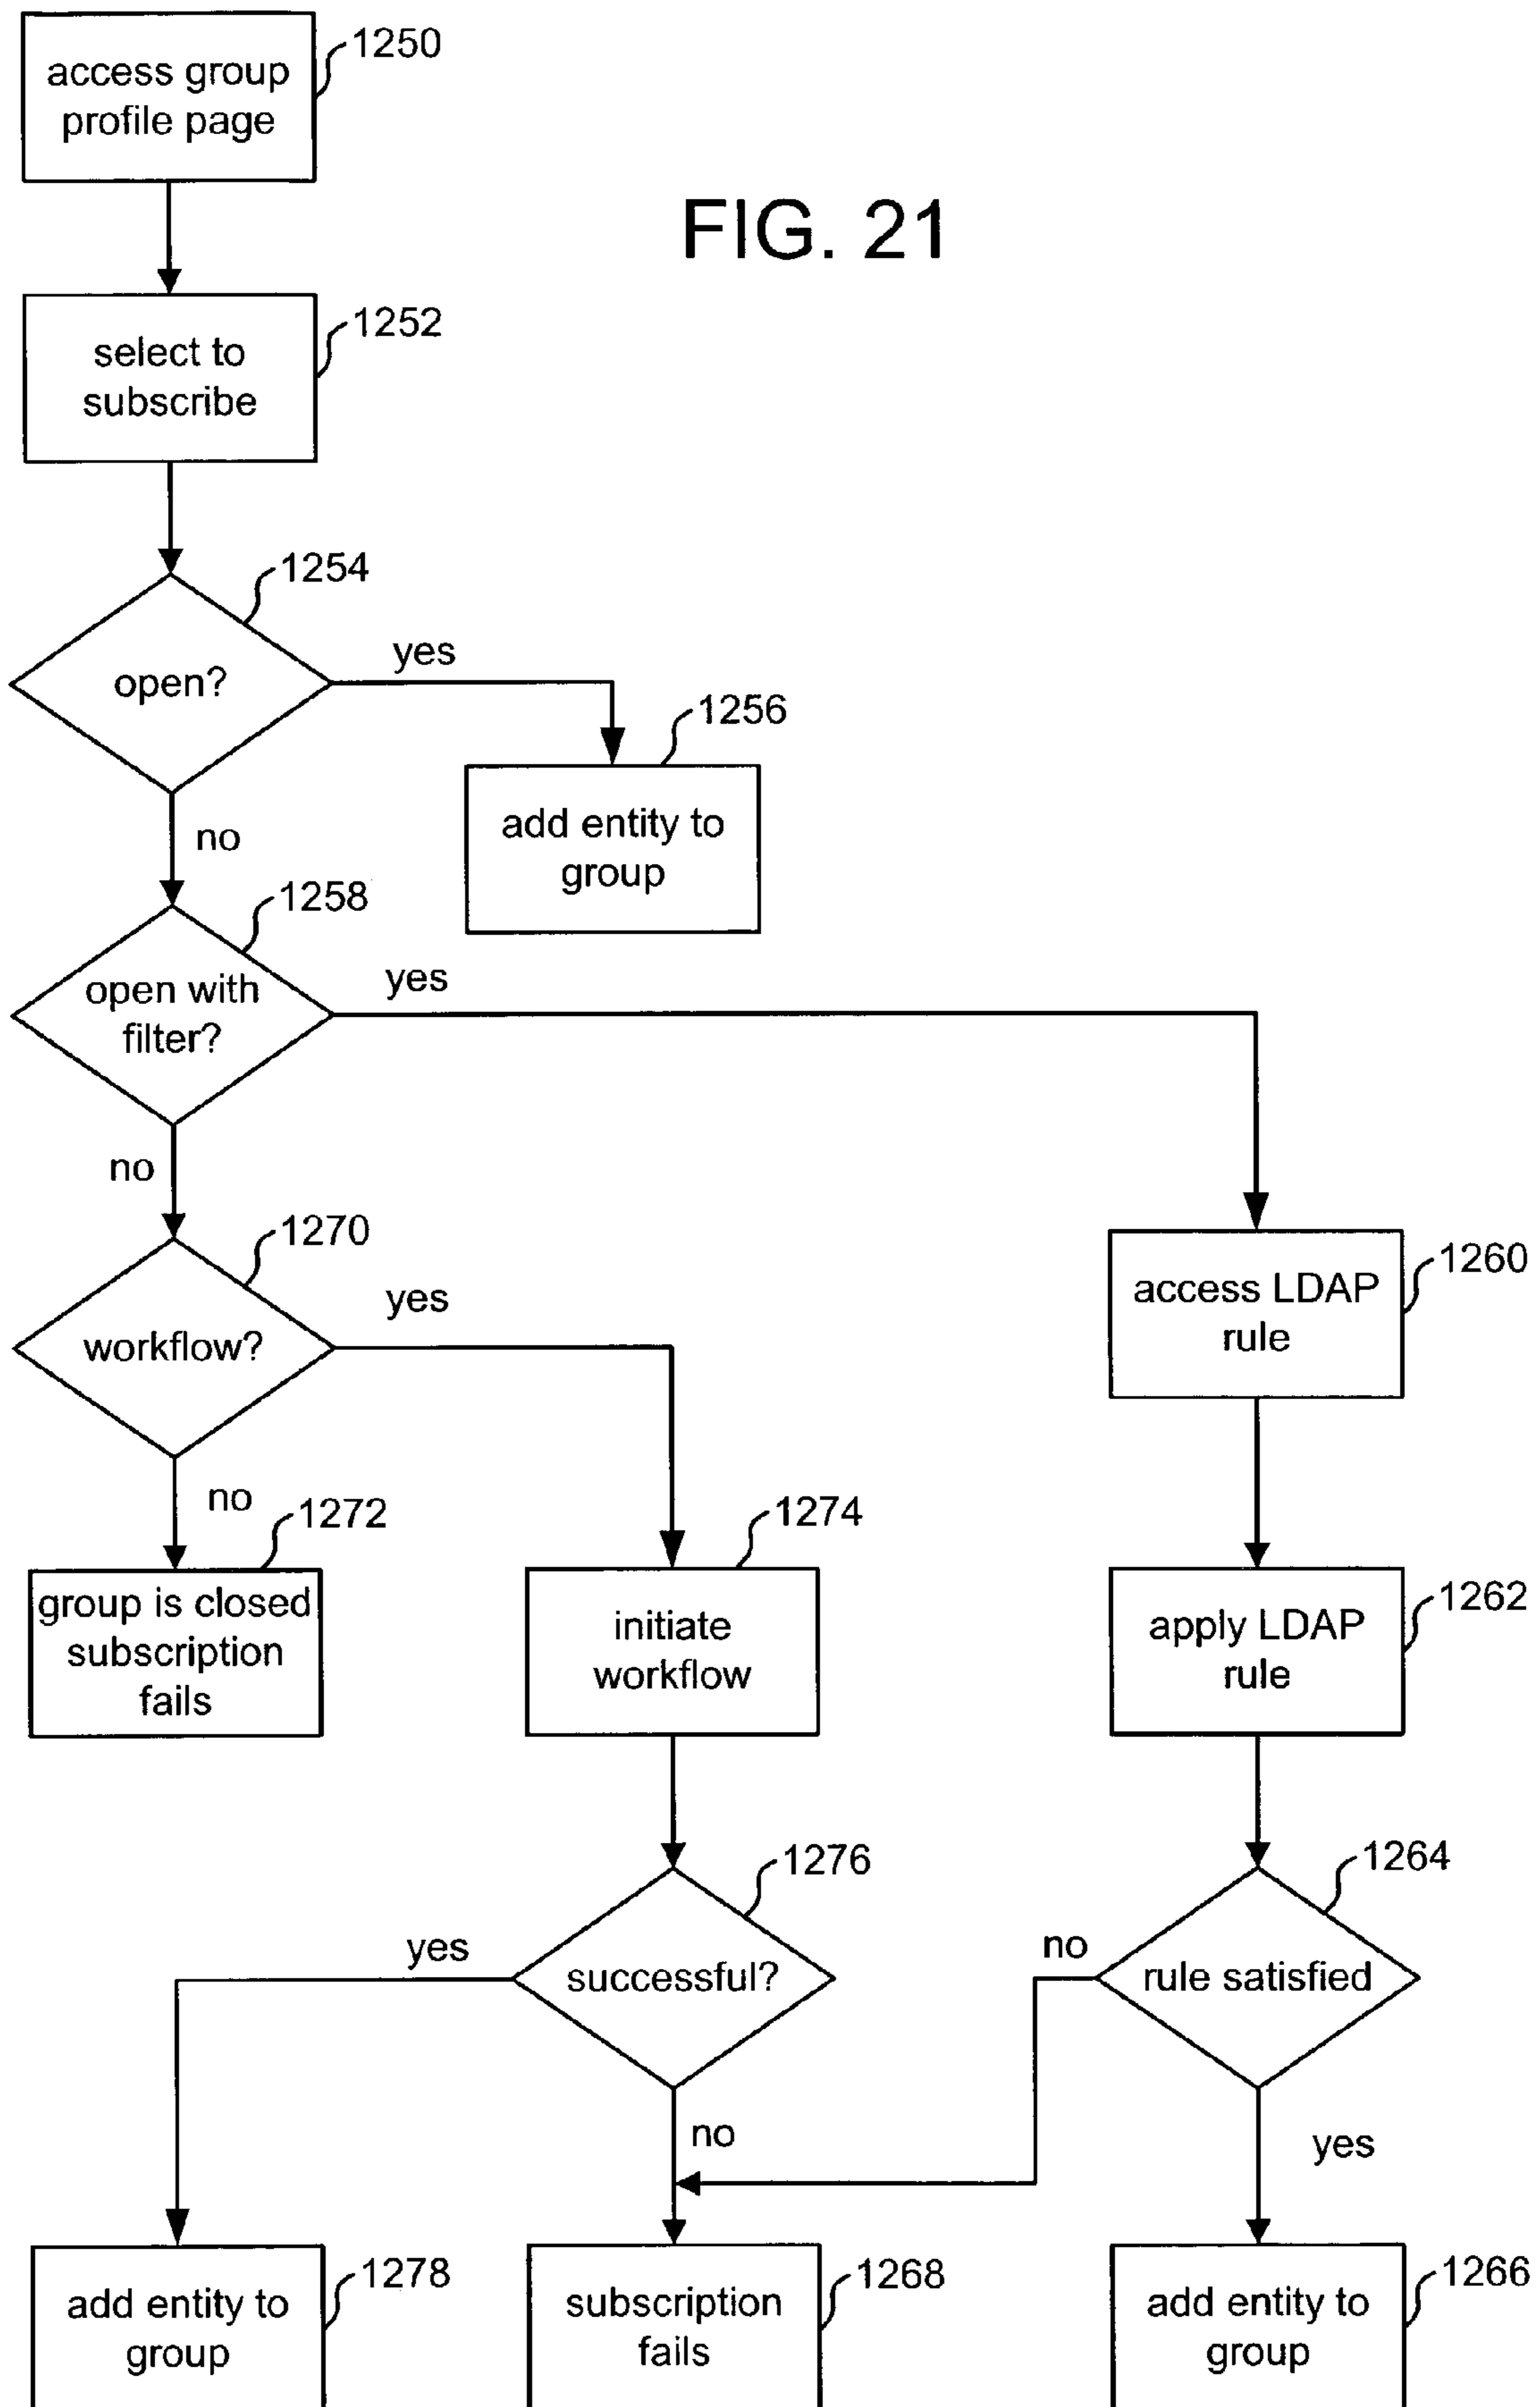 1250
access group
profile page
FIG. 21
1252
select to
subscribe
1254
open?
yes
1256
add entity to
group
no
1258
open with
filter?
yes
no
1270
workflow?
yes
1260
access LDAP
rule
no
1272
group is closed
subscription
fails
1274
initiate
workflow
1262
apply LDAP
rule
1276
successful?
yes
no
1264
rule satisfied
no
yes
1278
add entity to
group
1268
subscription
fails
1266
add entity to
group